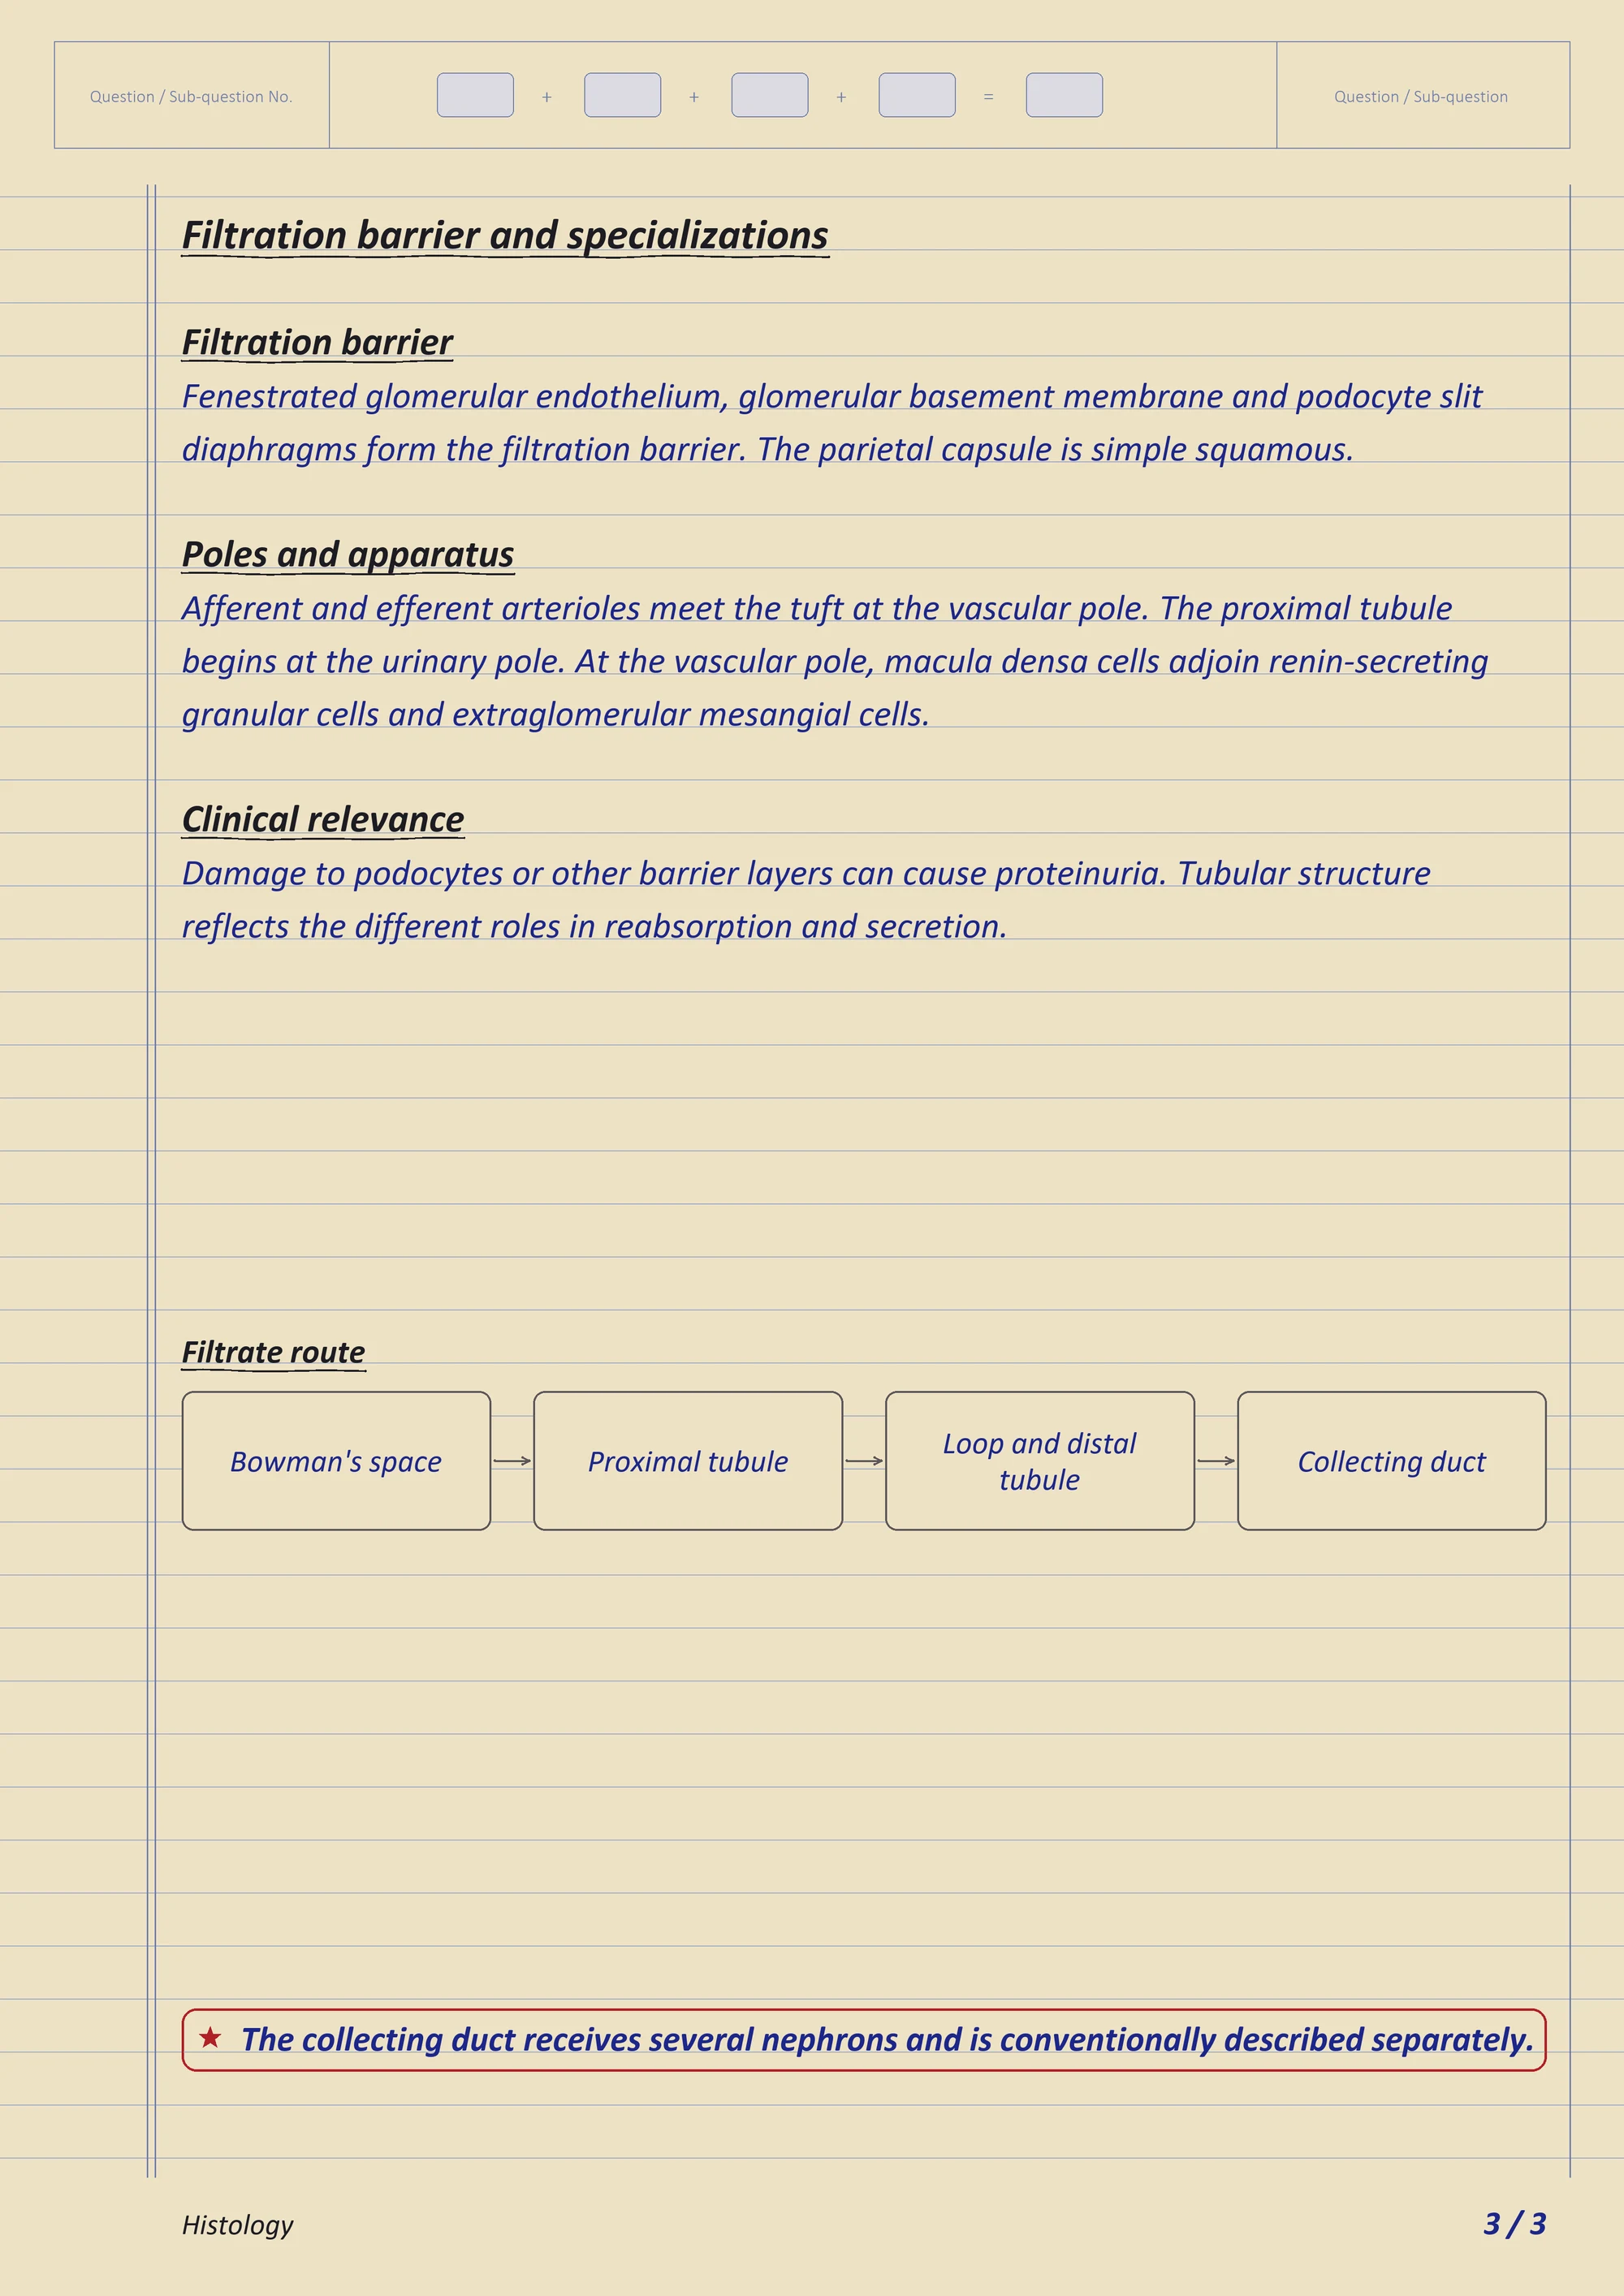 Question / Sub-question No.
+ + + =
Question / Sub-question
Filtration barrier and specializations
Filtration barrier
Fenestrated glomerular endothelium, glomerular basement membrane and podocyte slit
diaphragms form the filtration barrier. The parietal capsule is simple squamous.
Poles and apparatus
Afferent and efferent arterioles meet the tuft at the vascular pole. The proximal tubule
begins at the urinary pole. At the vascular pole, macula densa cells adjoin renin-secreting
granular cells and extraglomerular mesangial cells.
Clinical relevance
Damage to podocytes or other barrier layers can cause proteinuria. Tubular structure
reflects the different roles in reabsorption and secretion.
Filtrate route
Bowman's space
Proximal tubule
Loop and distal
tubule
Collecting duct
★ The collecting duct receives several nephrons and is conventionally described separately.
Histology
3 / 3